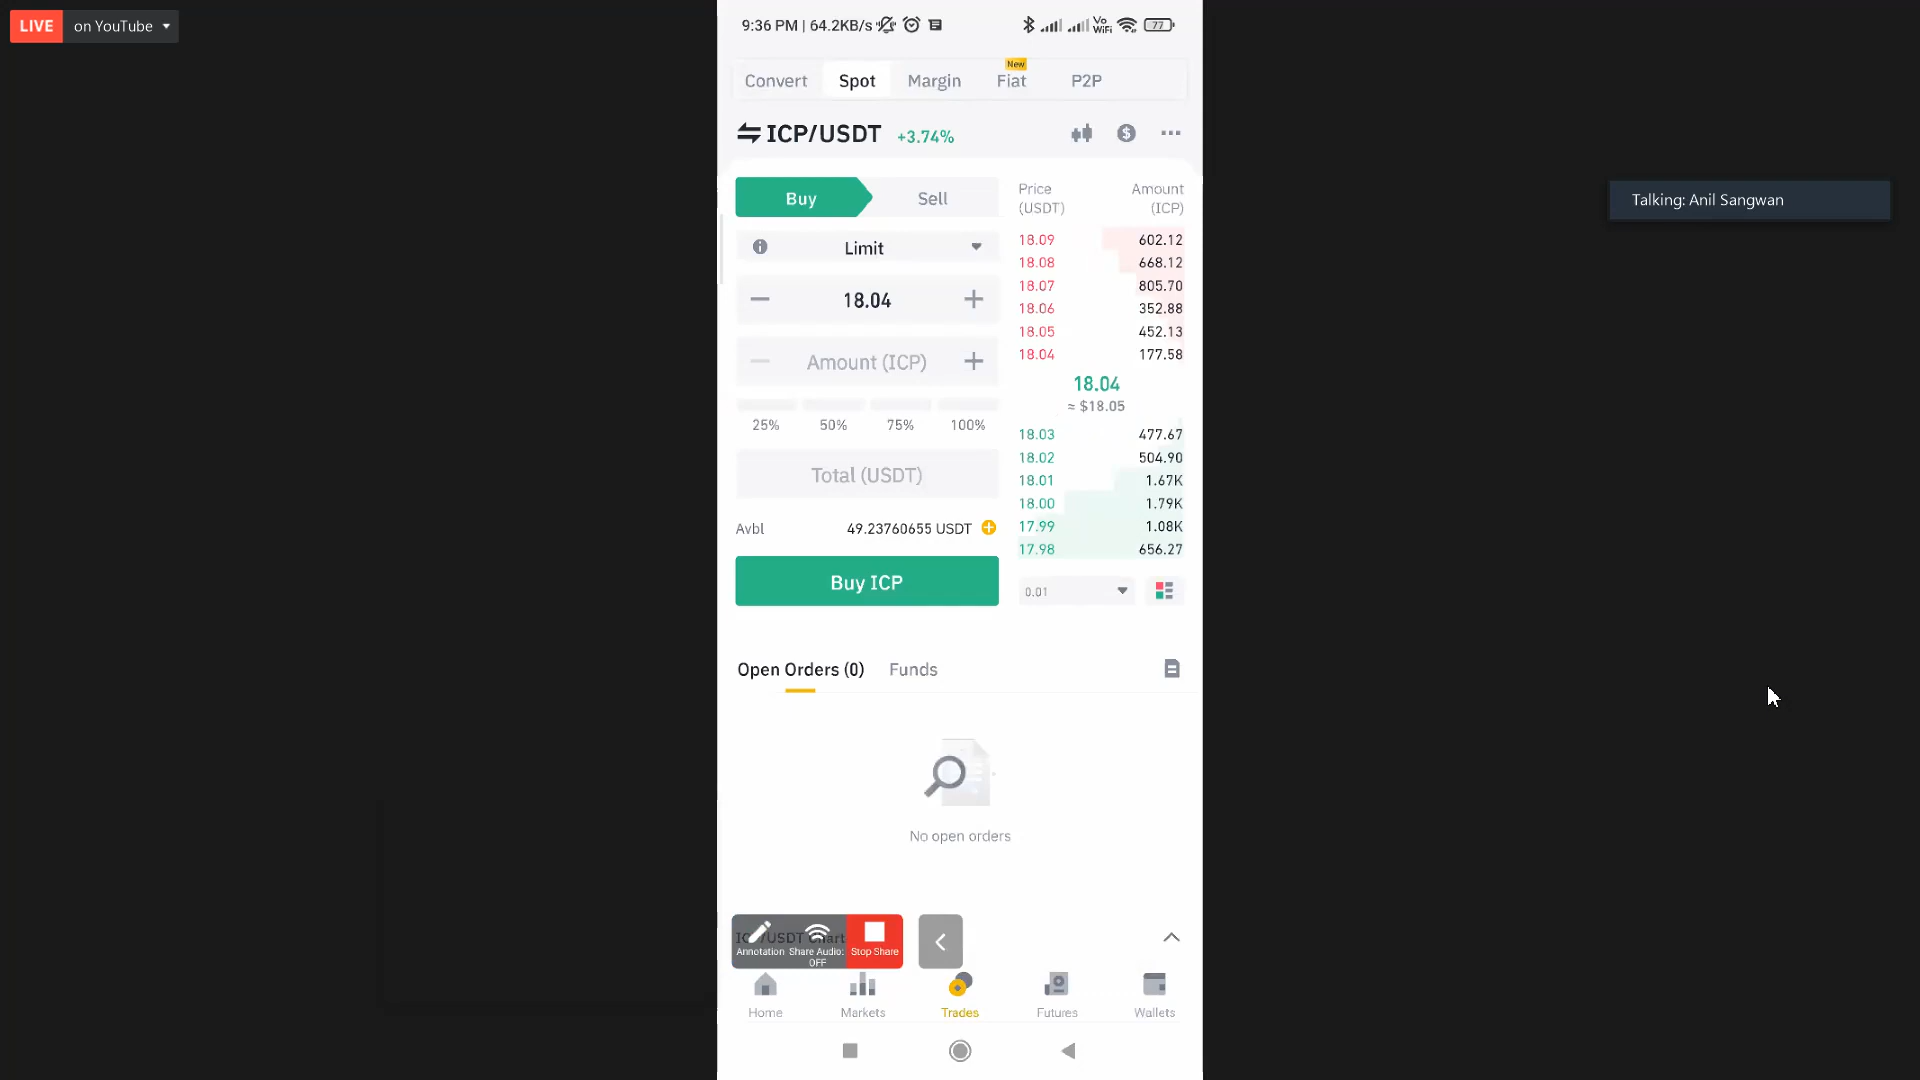 LIVE on YouTube
9:36 PM | 64.2KB/s
Vo WiFi
77
New
Convert Spot Margin Fiat P2P
ICP/USDT +3.74%
Buy Sell
Limit
18.04
Amount (ICP)
25% 50% 75% 100%
Total (USDT)
Avbl 49.23760655 USDT
Buy ICP
Price (USDT) Amount (ICP)
18.09 602.12
18.08 668.12
18.07 805.70
18.06 352.88
18.05 452.13
18.04 177.58
18.04
≈ $18.05
18.03 477.67
18.02 504.90
18.01 1.67K
18.00 1.79K
17.99 1.08K
17.98 656.27
0.01
Talking: Anil Sangwan
Open Orders (0) Funds
No open orders
ICP/USDT Chart
Annotation Share Audio: OFF Stop Share
Home Markets Trades Futures Wallets